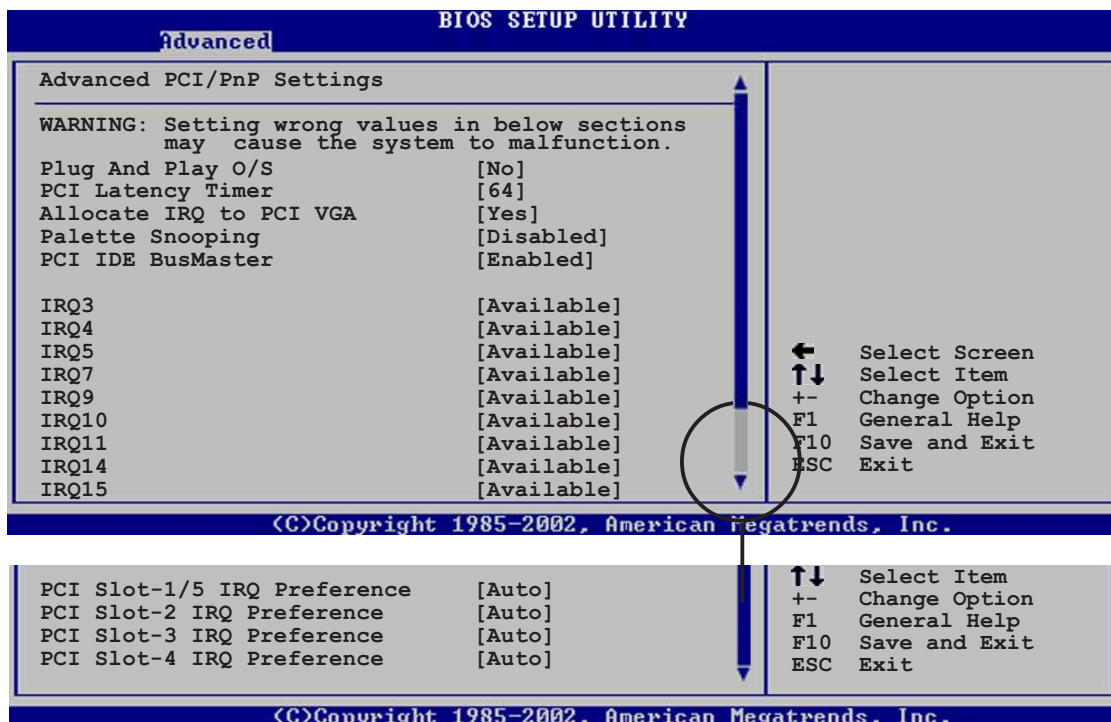 BIOS SETUP UTILITY
Advanced
Advanced PCI/PnP Settings
WARNING: Setting wrong values in below sections
may cause the system to malfunction.
Plug And Play O/S [No]
PCI Latency Timer [64]
Allocate IRQ to PCI VGA [Yes]
Palette Snooping [Disabled]
PCI IDE BusMaster [Enabled]
IRQ3 [Available]
IRQ4 [Available]
IRQ5 [Available]
IRQ7 [Available]
IRQ9 [Available]
IRQ10 [Available]
IRQ11 [Available]
IRQ14 [Available]
IRQ15 [Available]
← Select Screen
↑↓ Select Item
+- Change Option
F1 General Help
F10 Save and Exit
ESC Exit
(C)Copyright 1985-2002, American Megatrends, Inc.
PCI Slot-1/5 IRQ Preference [Auto]
PCI Slot-2 IRQ Preference [Auto]
PCI Slot-3 IRQ Preference [Auto]
PCI Slot-4 IRQ Preference [Auto]
↑↓ Select Item
+- Change Option
F1 General Help
F10 Save and Exit
ESC Exit
(C)Copyright 1985-2002, American Megatrends, Inc.